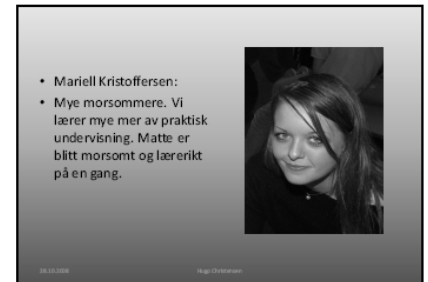 • Mariell Kristoffersen:
• Mye morsommere. Vi
lærer mye mer av praktisk
undervisning. Matte er
blitt morsomt og lærerikt
på en gang.
Hugo Christensen